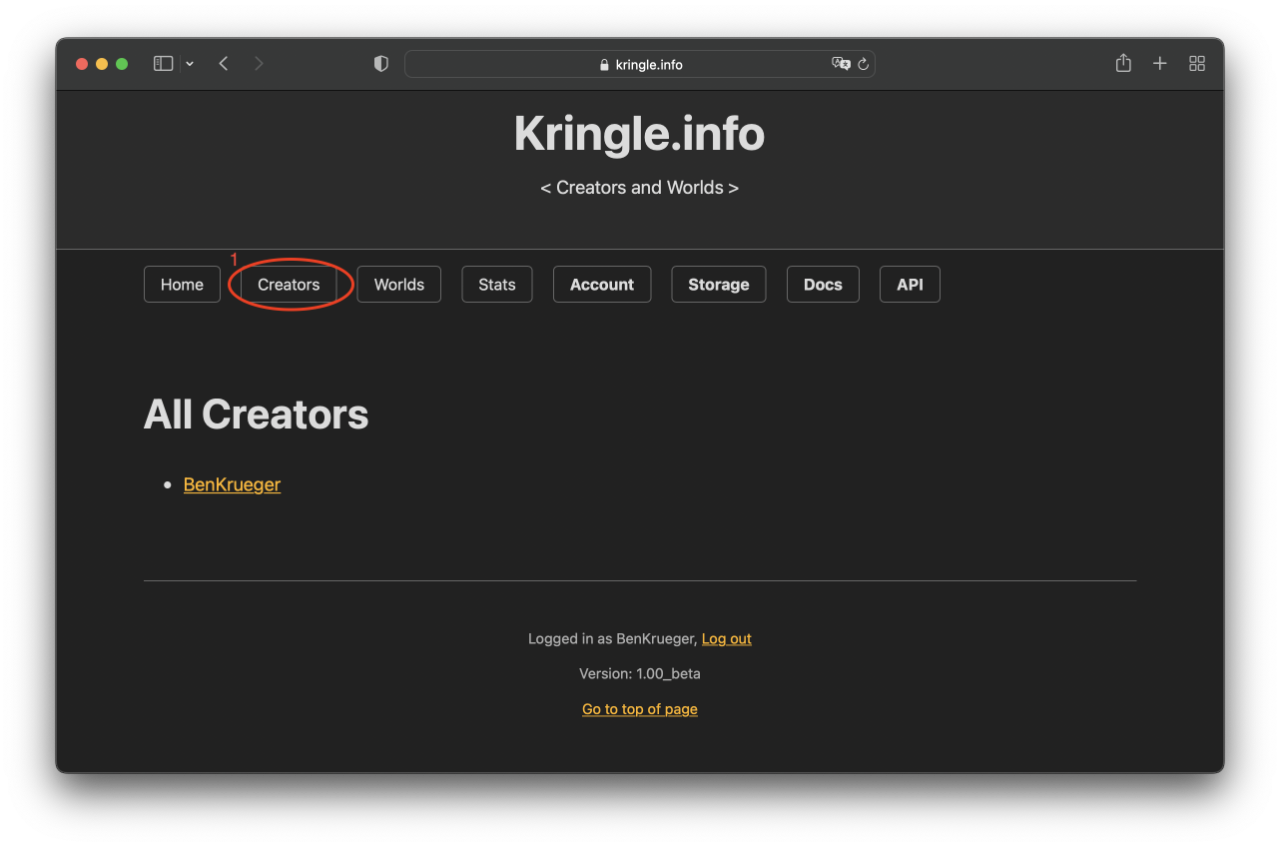 kringle.info
Kringle.info
< Creators and Worlds >
1
Home Creators Worlds Stats Account Storage Docs API
All Creators
• BenKrueger
Logged in as BenKrueger, Log out
Version: 1.00_beta
Go to top of page